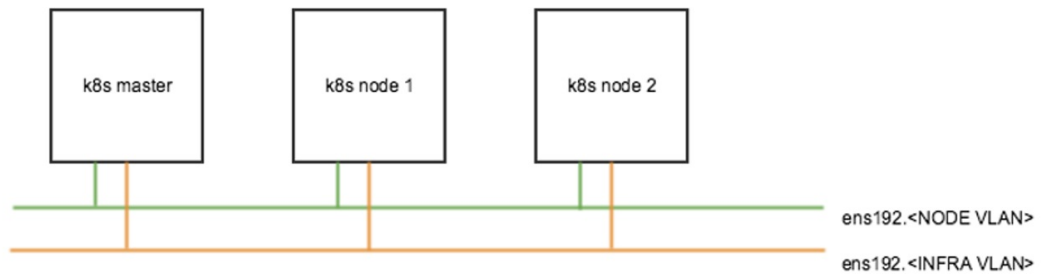 k8s master
k8s node 1
k8s node 2
ens192.<NODE VLAN>
ens192.<INFRA VLAN>